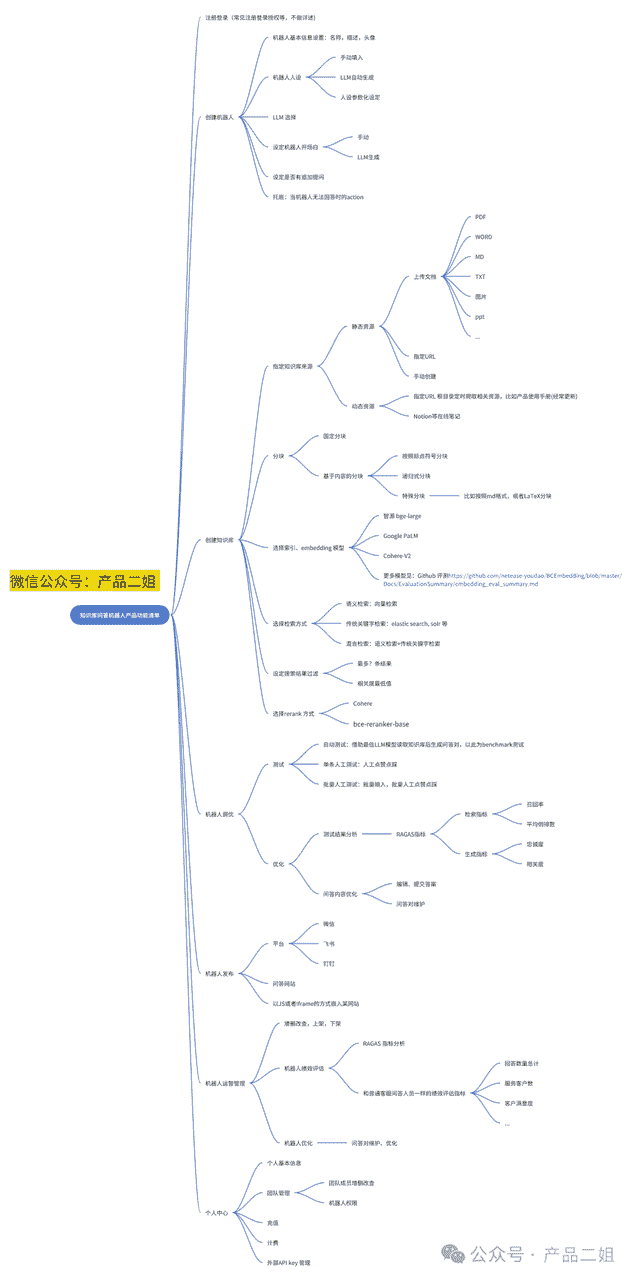 注册登录（常见注册登录授权等，不做详述）
机器人基本信息设置：名称，描述，头像
手动填入
机器人人设
LLM自动生成
人设参数化设定
创建机器人
LLM 选择
手动
设定机器人开场白
LLM生成
设定是否有追加提问
托底：当机器人无法回答时的action
PDF
WORD
MD
上传文档
TXT
图片
ppt
...
静态资源
指定URL
手动创建
指定知识库来源
指定URL 根目录定时爬取相关资源，比如产品使用手册(经常更新)
动态资源
Notion等在线笔记
固定分块
分块
按照标点符号分块
基于内容的分块
递归式分块
特殊分块
比如按照md格式，或者LaTeX分块
创建知识库
智源 bge-large
选择索引、embedding 模型
Google PaLM
Cohere-V2
更多模型见：Github 评测https://github.com/netease-youdao/BCEmbedding/blob/master/
Docs/EvaluationSummary/embedding_eval_summary.md
微信公众号：产品二姐
知识库问答机器人产品功能清单
语义检索：向量检索
选择检索方式
传统关键字检索：elastic search, solr 等
混合检索：语义检索+传统关键字检索
最多？条结果
设定搜索结果过滤
相关度最低值
Cohere
选择rerank 方式
bce-reranker-base
自动测试：借助最佳LLM模型读取知识库后生成问答对，以此为benchmark测试
测试
单条人工测试：人工点赞点踩
批量人工测试：批量导入，批量人工点赞点踩
机器人调优
召回率
检索指标
平均倒排数
测试结果分析
RAGAS指标
忠诚度
生成指标
相关度
优化
编辑、提交答案
问答内容优化
问答对维护
微信
平台
飞书
钉钉
机器人发布
问答网站
以JS或者Iframe的方式嵌入某网站
增删改查，上架，下架
RAGAS 指标分析
机器人绩效评估
回答数量总计
机器人运营管理
服务客户数
和普通客服问答人员一样的绩效评估指标
客户满意度
...
机器人优化
问答对维护，优化
个人基本信息
团队成员增删改查
团队管理
机器人权限
个人中心
充值
计费
外部API key 管理
公众号 · 产品二姐